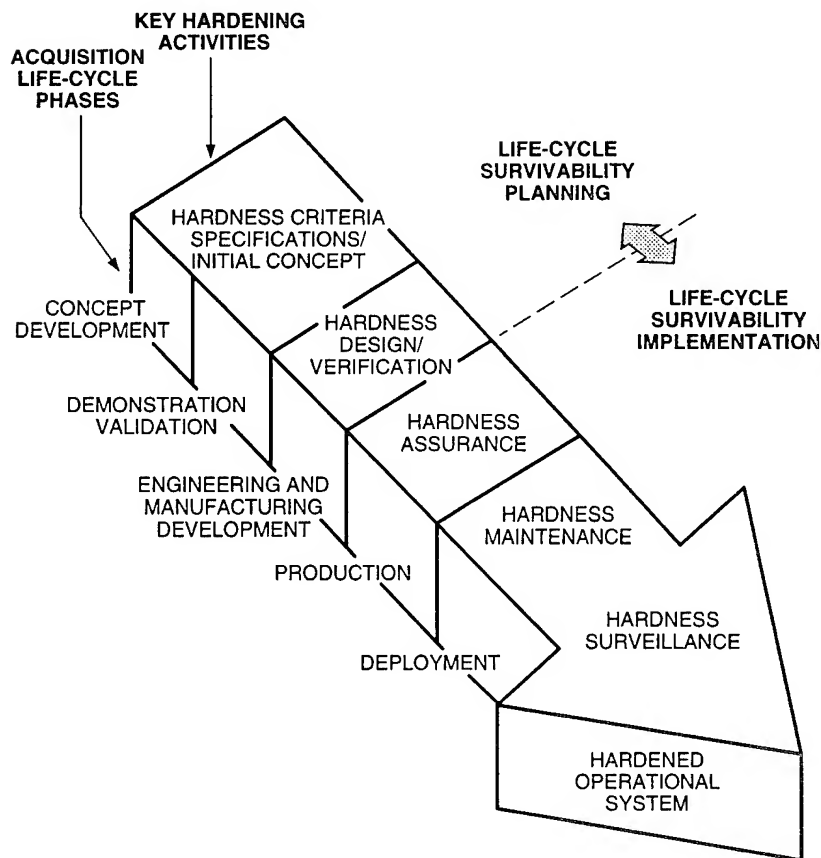 KEY HARDENING
ACTIVITIES
ACQUISITION
LIFE-CYCLE
PHASES
LIFE-CYCLE
SURVIVABILITY
PLANNING
LIFE-CYCLE
SURVIVABILITY
IMPLEMENTATION
HARDNESS CRITERIA
SPECIFICATIONS/
INITIAL CONCEPT
HARDNESS
DESIGN/
VERIFICATION
HARDNESS
ASSURANCE
HARDNESS
MAINTENANCE
HARDNESS
SURVEILLANCE
CONCEPT
DEVELOPMENT
DEMONSTRATION
VALIDATION
ENGINEERING AND
MANUFACTURING
DEVELOPMENT
PRODUCTION
DEPLOYMENT
HARDENED
OPERATIONAL
SYSTEM